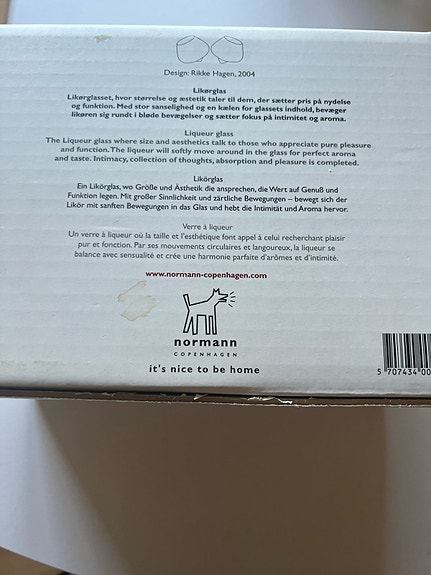 Design: Rikke Hagen, 2004
Likørglas
Likørglasset, hvor størrelse og æstetik taler til dem, der sætter pris på nydelse
og funktion. Med stor sanselighed og en kælen for glassets indhold, bevæger
likøren sig rundt i bløde bevægelser og sætter fokus på intimitet og aroma.
Liqueur glass
The Liqueur glass where size and aesthetics talk to those who appreciate pure pleasure
and function. The liqueur will softly move around in the glass for perfect aroma
and taste. Intimacy, collection of thoughts, absorption and pleasure is completed.
Likörglas
Ein Likörglas, wo Größe und Ästhetik die ansprechen, die Wert auf Genuß und
Funktion legen. Mit großer Sinnlichkeit und zärtliche Bewegungen – bewegt sich der
Likör mit sanften Bewegungen in das Glas und hebt die Intimität und Aroma hervor.
Verre à liqueur
Un verre à liqueur où la taille et l'esthétique font appel à celui recherchant plaisir
pur et fonction. Par ses mouvements circulaires et langoureux, la liqueur se
balance avec sensualité et crée une harmonie parfaite d'arômes et d'intimité.
www.normann-copenhagen.com
normann
COPENHAGEN
it's nice to be home
5 707434 00